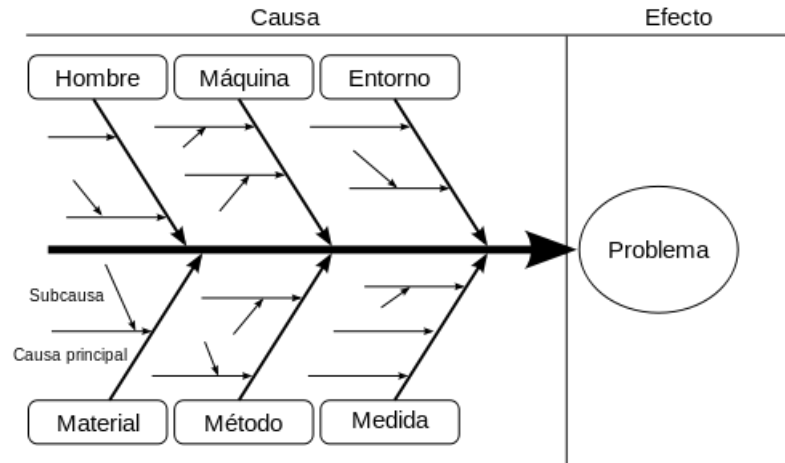 Causa
Efecto
Hombre
Máquina
Entorno
Problema
Subcausa
Causa principal
Material
Método
Medida